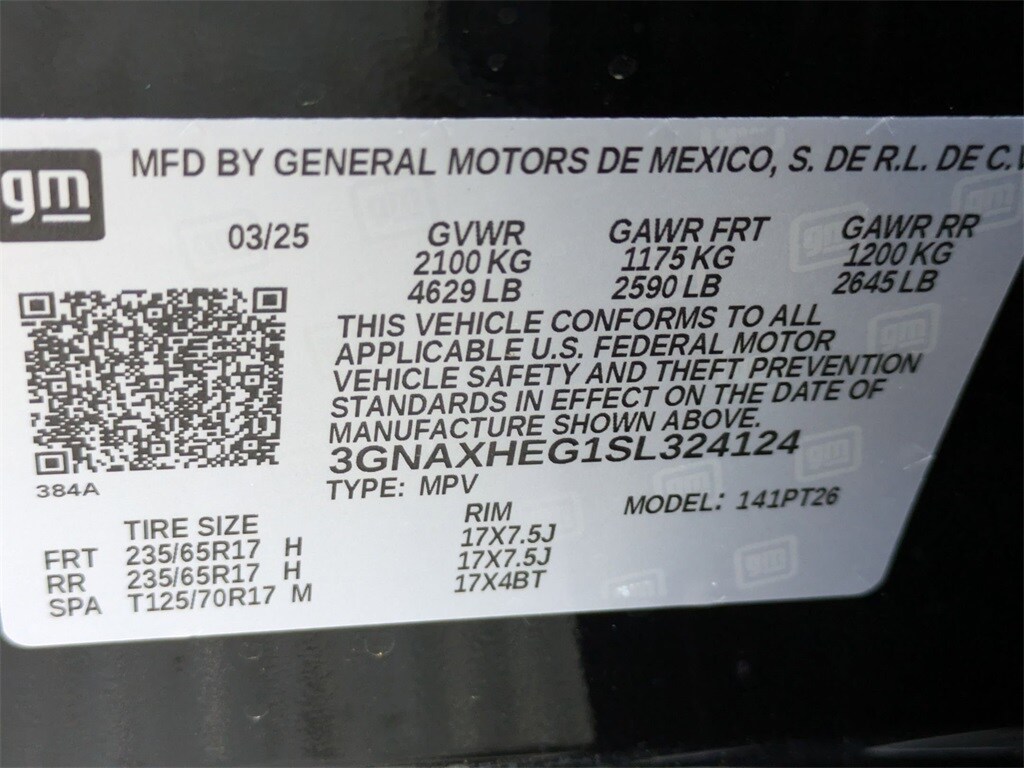 gm
MFD BY GENERAL MOTORS DE MEXICO, S. DE R.L. DE C.V
03/25
GVWR GAWR FRT GAWR RR
2100 KG 1175 KG 1200 KG
4629 LB 2590 LB 2645 LB
THIS VEHICLE CONFORMS TO ALL
APPLICABLE U.S. FEDERAL MOTOR
VEHICLE SAFETY AND THEFT PREVENTION
STANDARDS IN EFFECT ON THE DATE OF
MANUFACTURE SHOWN ABOVE.
3GNAXHEG1SL324124
384A
TYPE: MPV MODEL: 141PT26
TIRE SIZE RIM
FRT 235/65R17 H 17X7.5J
RR 235/65R17 H 17X7.5J
SPA T125/70R17 M 17X4BT